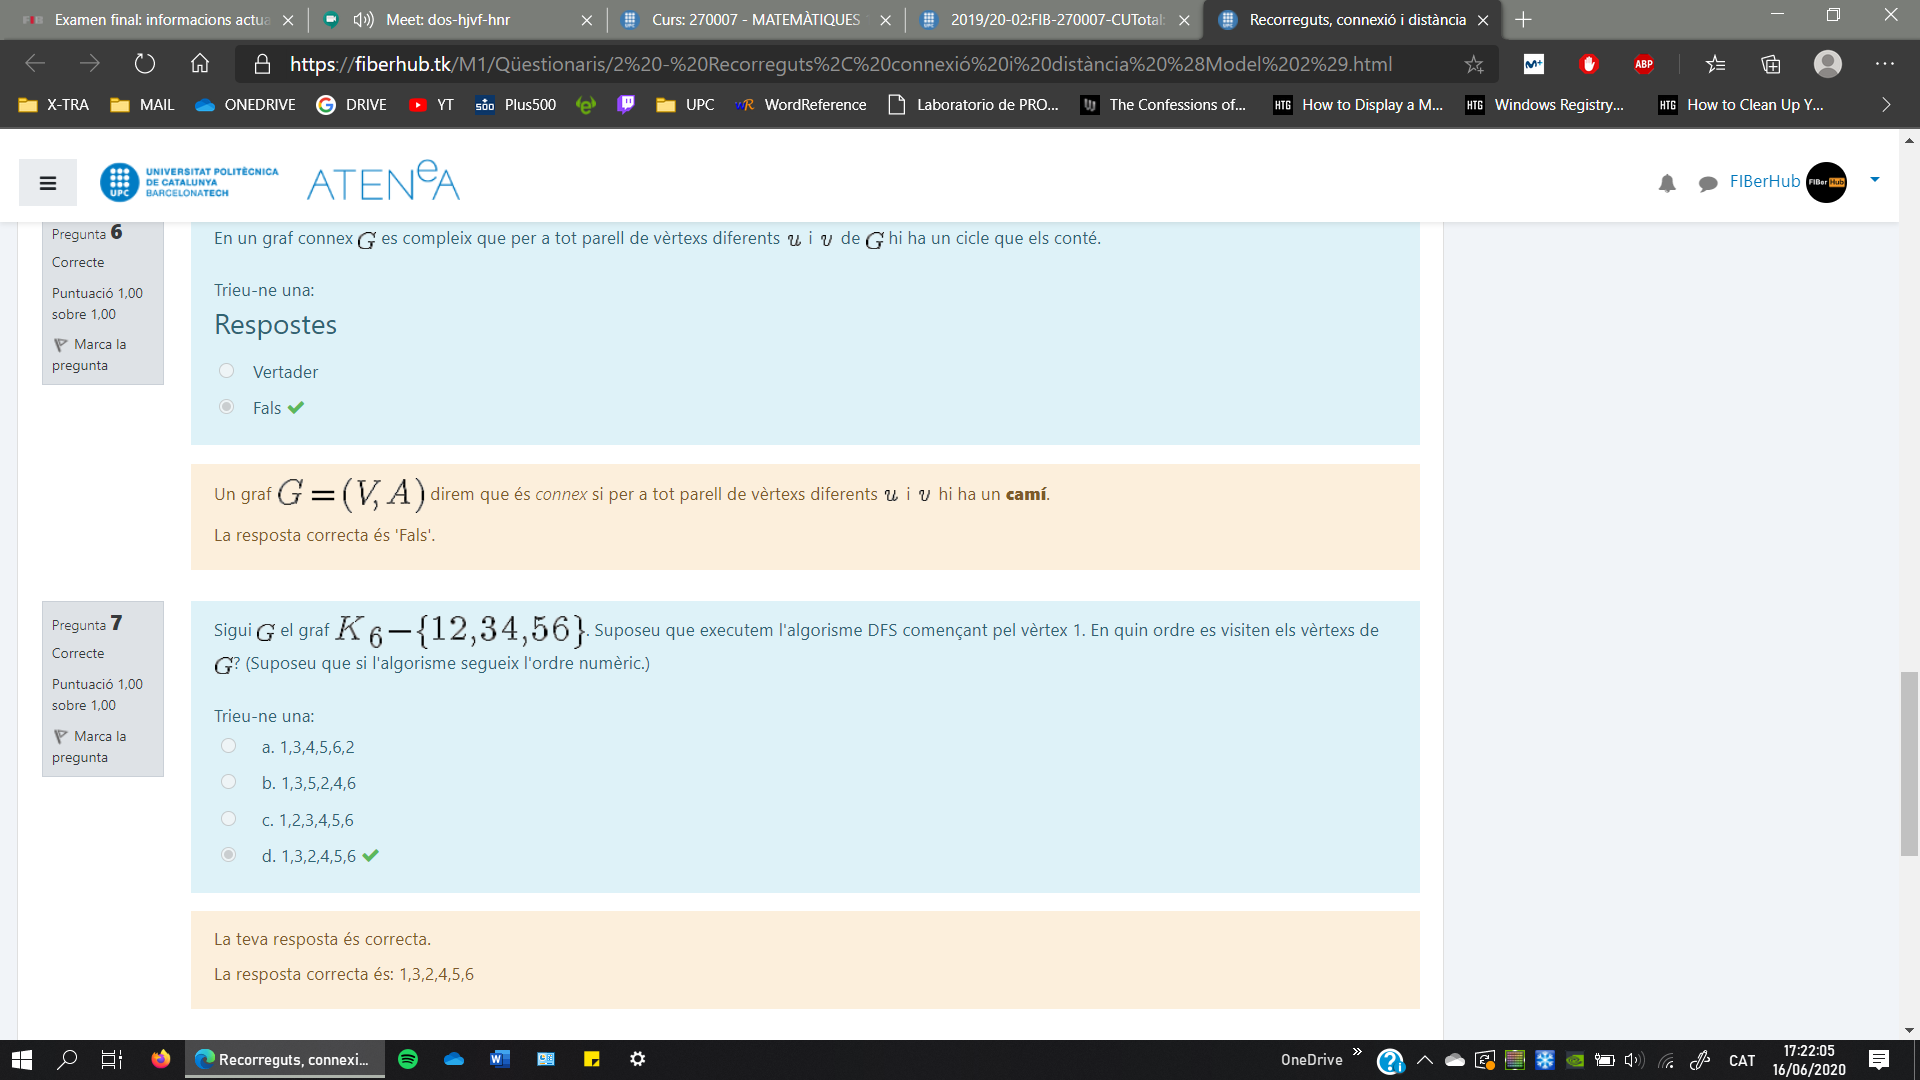 Examen final: informacions actua
Meet: dos-hjvf-hnr
Curs: 270007 - MATEMÀTIQUES
2019/20-02:FIB-270007-CUTotal:
Recorreguts, connexió i distància
https://fiberhub.tk/M1/Qüestionaris/2%20-%20Recorreguts%2C%20connexió%20i%20distància%20%28Model%202%29.html
X-TRA
MAIL
ONEDRIVE
DRIVE
YT
Plus500
UPC
WordReference
Laboratorio de PRO...
The Confessions of...
HTG How to Display a M...
HTG Windows Registry...
HTG How to Clean Up Y...
UNIVERSITAT POLITÈCNICA
DE CATALUNYA
BARCELONATECH
UPC
ATENeA
FIBerHub
Pregunta 6
Correcte
Puntuació 1,00
sobre 1,00
Marca la
pregunta
En un graf connex G es compleix que per a tot parell de vèrtexs diferents u i v de G hi ha un cicle que els conté.
Trieu-ne una:
Respostes
Vertader
Fals
Un graf G = (V, A) direm que és connex si per a tot parell de vèrtexs diferents u i v hi ha un camí.
La resposta correcta és 'Fals'.
Pregunta 7
Correcte
Puntuació 1,00
sobre 1,00
Marca la
pregunta
Sigui G el graf K6−{12,34,56}. Suposeu que executem l'algorisme DFS començant pel vèrtex 1. En quin ordre es visiten els vèrtexs de
G? (Suposeu que si l'algorisme segueix l'ordre numèric.)
Trieu-ne una:
a. 1,3,4,5,6,2
b. 1,3,5,2,4,6
c. 1,2,3,4,5,6
d. 1,3,2,4,5,6
La teva resposta és correcta.
La resposta correcta és: 1,3,2,4,5,6
Recorreguts, connexi...
OneDrive
CAT
17:22:05
16/06/2020